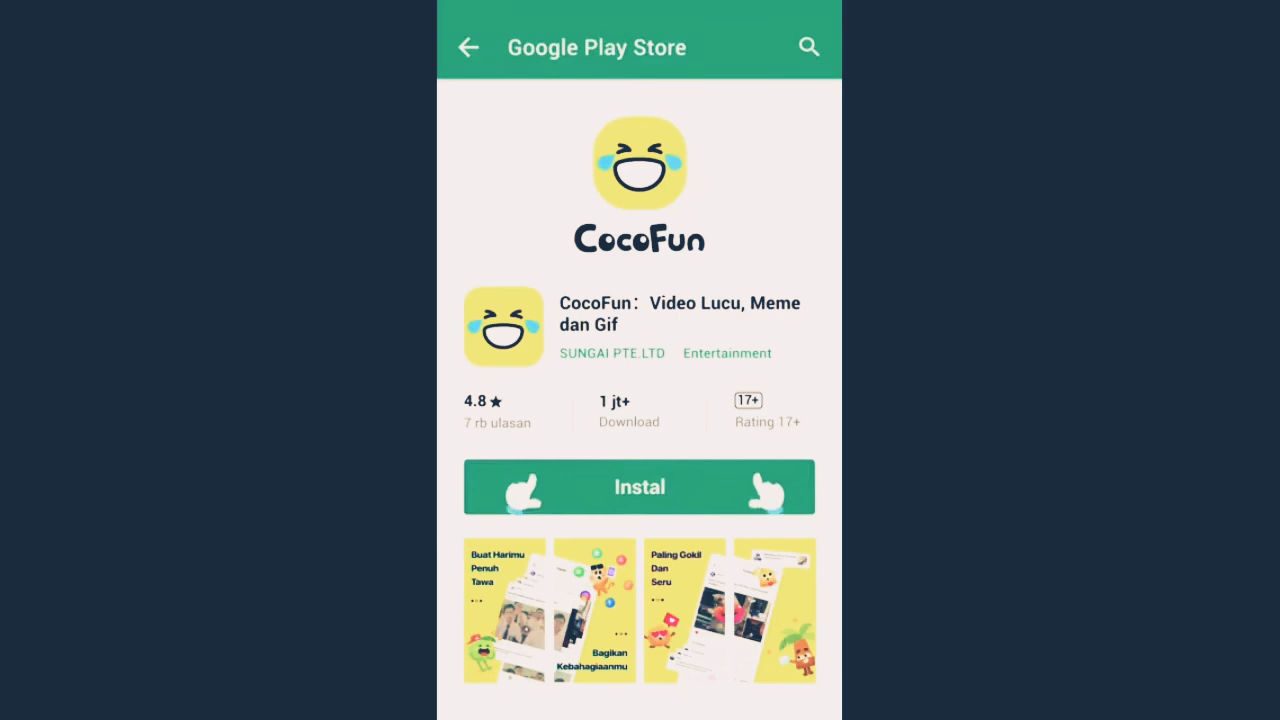 Google Play Store
CocoFun
CocoFun: Video Lucu, Meme
dan Gif
SUNGAI PTE.LTD Entertainment
4.8★ 1 jt+ 17+
7 rb ulasan Download Rating 17+
Instal
Buat Harimu
Penuh
Tawa
Bagikan
Kebahagiaanmu
Paling Gokil
Dan
Seru